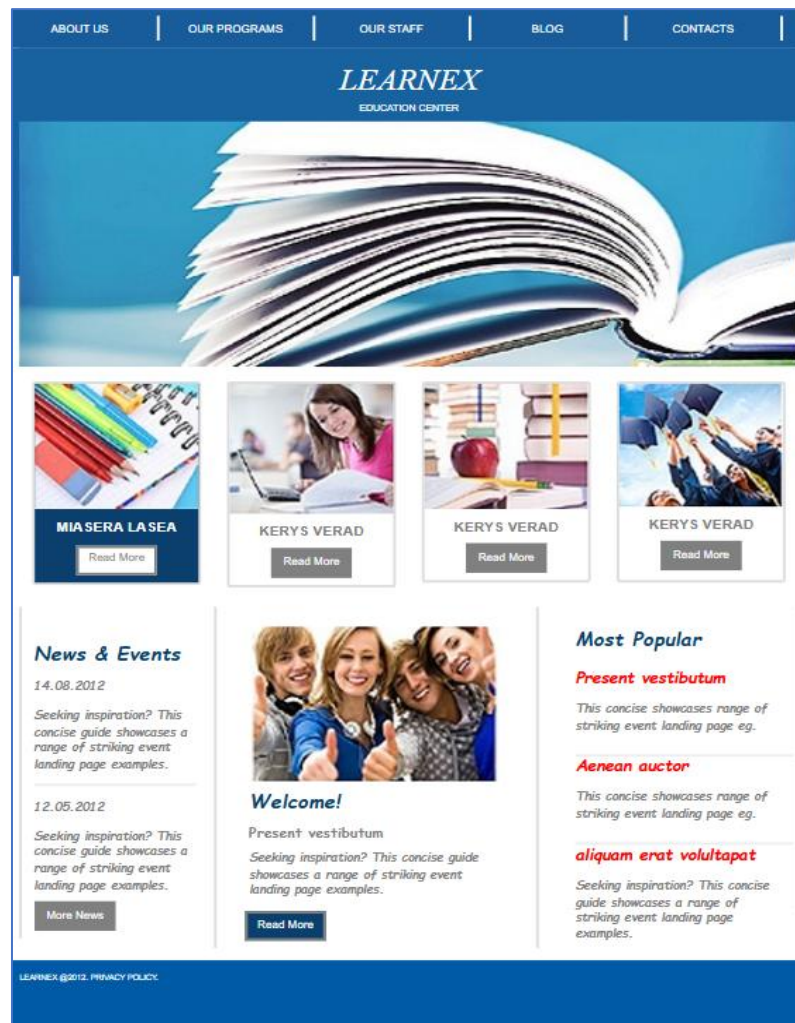 ABOUT US
OUR PROGRAMS
OUR STAFF
BLOG
CONTACTS
LEARNEX
EDUCATION CENTER
MIASERA LASEA
Read More
KERYS VERAD
Read More
KERYS VERAD
Read More
KERYS VERAD
Read More
News & Events
14.08.2012
Seeking inspiration? This
concise guide showcases a
range of striking event
landing page examples.
12.05.2012
Seeking inspiration? This
concise guide showcases a
range of striking event
landing page examples.
More News
Welcome!
Present vestibutum
Seeking inspiration? This concise guide
showcases a range of striking event
landing page examples.
Read More
Most Popular
Present vestibutum
This concise showcases range of
striking event landing page eg.
Aenean auctor
This concise showcases range of
striking event landing page eg.
aliquam erat volultapat
Seeking inspiration? This concise
guide showcases a range of
striking event landing page
examples.
LEARNEX @2012. PRIVACY POLICY.